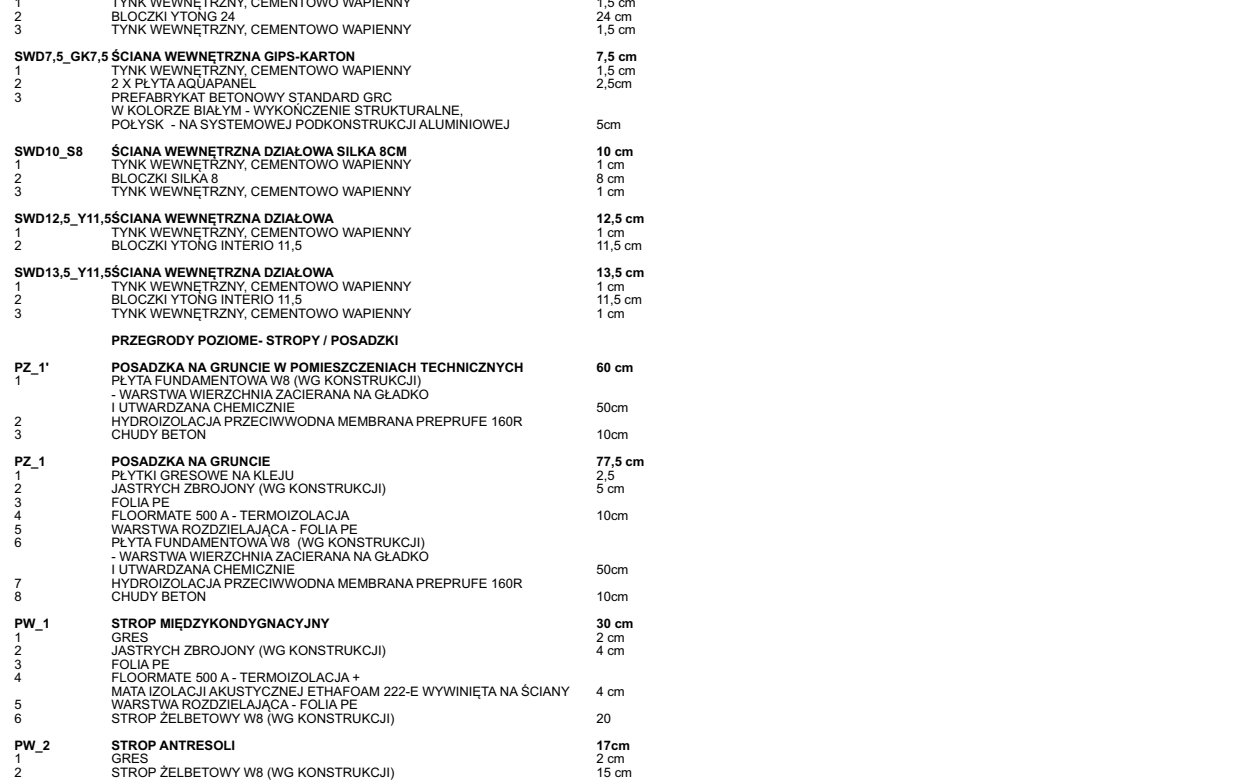 1 TYNK WEWNĘTRZNY, CEMENTOWO WAPIENNY 1,5 cm
2 BLOCZKI YTONG 24 24 cm
3 TYNK WEWNĘTRZNY, CEMENTOWO WAPIENNY 1,5 cm
SWD7,5_GK7,5 ŚCIANA WEWNĘTRZNA GIPS-KARTON 7,5 cm
1 TYNK WEWNĘTRZNY, CEMENTOWO WAPIENNY 1,5 cm
2 2 X PŁYTA AQUAPANEL 2,5cm
3 PREFABRYKAT BETONOWY STANDARD GRC
W KOLORZE BIAŁYM - WYKOŃCZENIE STRUKTURALNE,
POŁYSK - NA SYSTEMOWEJ PODKONSTRUKCJI ALUMINIOWEJ 5cm
SWD10_S8 ŚCIANA WEWNĘTRZNA DZIAŁOWA SILKA 8CM 10 cm
1 TYNK WEWNĘTRZNY, CEMENTOWO WAPIENNY 1 cm
2 BLOCZKI SILKA 8 8 cm
3 TYNK WEWNĘTRZNY, CEMENTOWO WAPIENNY 1 cm
SWD12,5_Y11,5 ŚCIANA WEWNĘTRZNA DZIAŁOWA 12,5 cm
1 TYNK WEWNĘTRZNY, CEMENTOWO WAPIENNY 1 cm
2 BLOCZKI YTONG INTERIO 11,5 11,5 cm
SWD13,5_Y11,5 ŚCIANA WEWNĘTRZNA DZIAŁOWA 13,5 cm
1 TYNK WEWNĘTRZNY, CEMENTOWO WAPIENNY 1 cm
2 BLOCZKI YTONG INTERIO 11,5 11,5 cm
3 TYNK WEWNĘTRZNY, CEMENTOWO WAPIENNY 1 cm
PRZEGRODY POZIOME- STROPY / POSADZKI
PZ_1' POSADZKA NA GRUNCIE W POMIESZCZENIACH TECHNICZNYCH 60 cm
1 PŁYTA FUNDAMENTOWA W8 (WG KONSTRUKCJI)
- WARSTWA WIERZCHNIA ZACIERANA NA GŁADKO
I UTWARDZANA CHEMICZNIE 50cm
2 HYDROIZOLACJA PRZECIWWODNA MEMBRANA PREPRUFE 160R
3 CHUDY BETON 10cm
PZ_1 POSADZKA NA GRUNCIE 77,5 cm
1 PŁYTKI GRESOWE NA KLEJU 2,5
2 JASTRYCH ZBROJONY (WG KONSTRUKCJI) 5 cm
3 FOLIA PE
4 FLOORMATE 500 A - TERMOIZOLACJA 10cm
5 WARSTWA ROZDZIELAJĄCA - FOLIA PE
6 PŁYTA FUNDAMENTOWA W8 (WG KONSTRUKCJI)
- WARSTWA WIERZCHNIA ZACIERANA NA GŁADKO
I UTWARDZANA CHEMICZNIE 50cm
7 HYDROIZOLACJA PRZECIWWODNA MEMBRANA PREPRUFE 160R
8 CHUDY BETON 10cm
PW_1 STROP MIĘDZYKONDYGNACYJNY 30 cm
1 GRES 2 cm
2 JASTRYCH ZBROJONY (WG KONSTRUKCJI) 4 cm
3 FOLIA PE
4 FLOORMATE 500 A - TERMOIZOLACJA +
MATA IZOLACJI AKUSTYCZNEJ ETHAFOAM 222-E WYWINIĘTA NA ŚCIANY 4 cm
5 WARSTWA ROZDZIELAJĄCA - FOLIA PE
6 STROP ŻELBETOWY W8 (WG KONSTRUKCJI) 20
PW_2 STROP ANTRESOLI 17cm
1 GRES 2 cm
2 STROP ŻELBETOWY W8 (WG KONSTRUKCJI) 15 cm